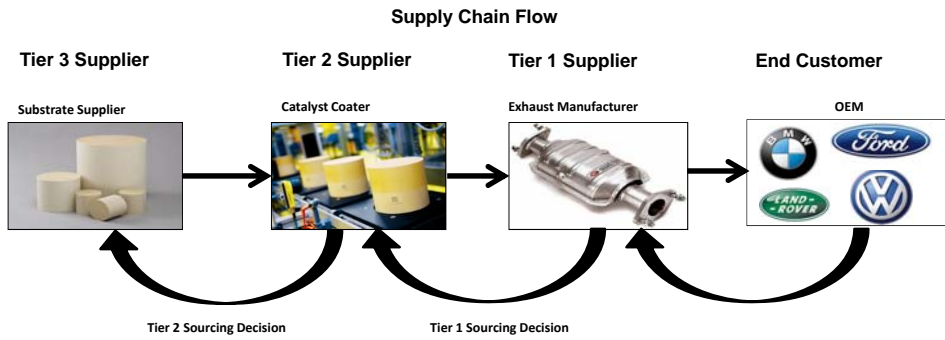 Supply Chain Flow
Tier 3 Supplier
Tier 2 Supplier
Tier 1 Supplier
End Customer
Substrate Supplier
Catalyst Coater
Exhaust Manufacturer
OEM
BMW
Ford
LAND-
-ROVER
VW
Tier 2 Sourcing Decision
Tier 1 Sourcing Decision